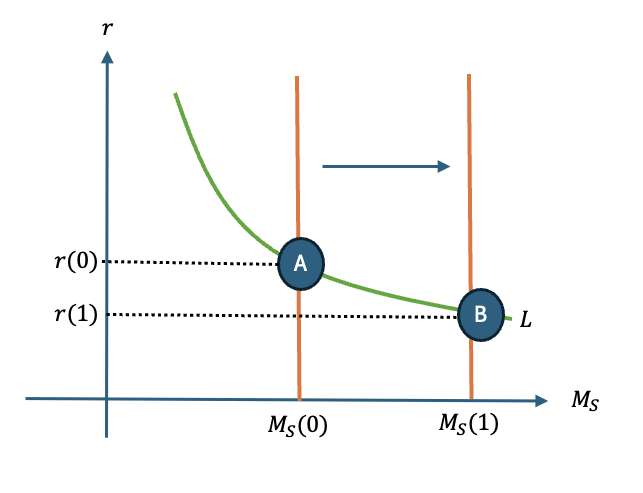 r
A
r(0)
r(1)
B
L
M_S
M_S(0)
M_S(1)